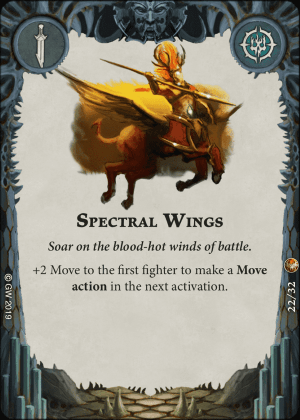 SPECTRAL WINGS
Soar on the blood-hot winds of battle.
+2 Move to the first fighter to make a Move
action in the next activation.
© GW 2019
22/32